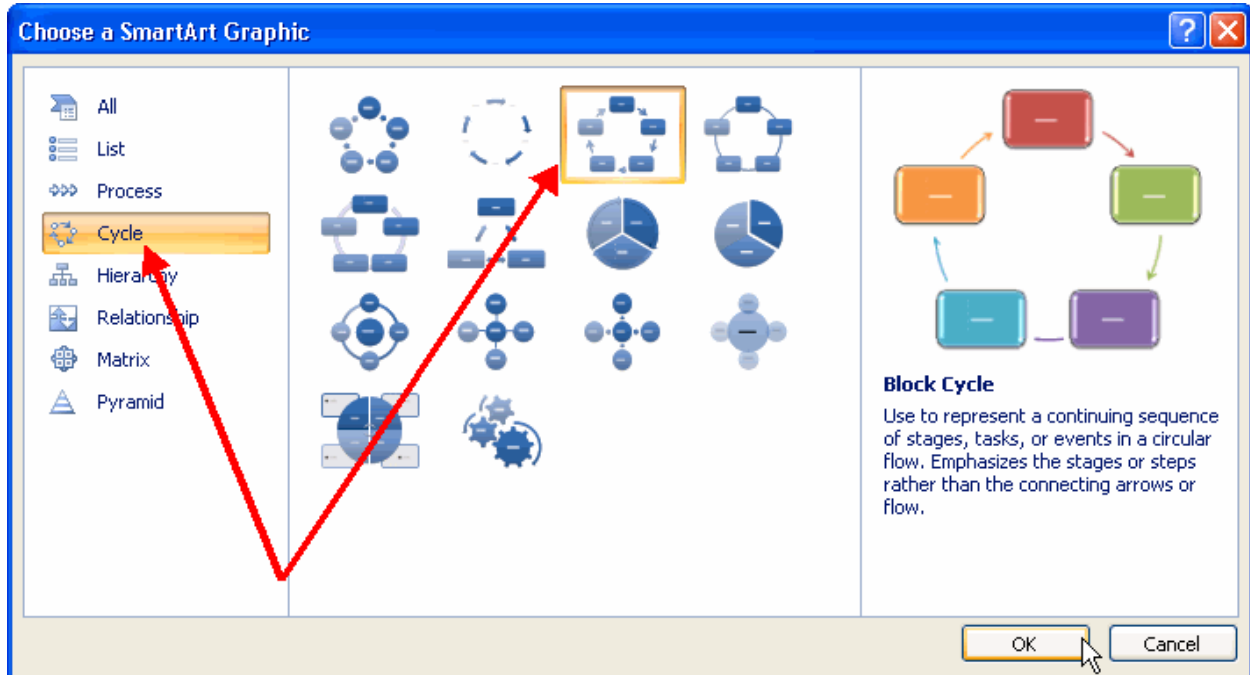 Choose a SmartArt Graphic
All
List
Process
Cycle
Hierarchy
Relationship
Matrix
Pyramid
Block Cycle
Use to represent a continuing sequence
of stages, tasks, or events in a circular
flow. Emphasizes the stages or steps
rather than the connecting arrows or
flow.
OK
Cancel